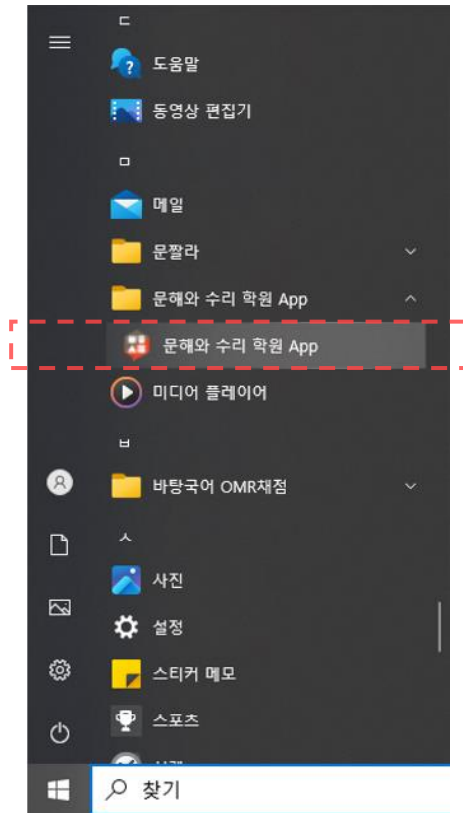 ㄷ
도움말
동영상 편집기
ㅁ
메일
문짤라
문해와 수리 학원 App
문해와 수리 학원 App
미디어 플레이어
ㅂ
바탕국어 OMR채점
ㅅ
사진
설정
스티커 메모
스포츠
찾기